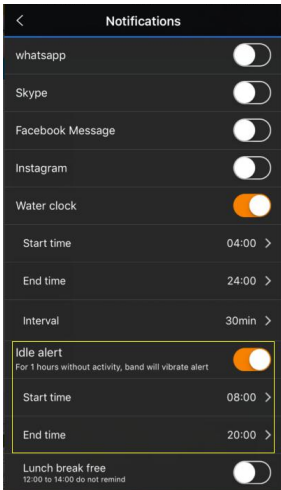 Notifications
whatsapp
Skype
Facebook Message
Instagram
Water clock
Start time 04:00
End time 24:00
Interval 30min
Idle alert
For 1 hours without activity, band will vibrate alert
Start time 08:00
End time 20:00
Lunch break free
12:00 to 14:00 do not remind